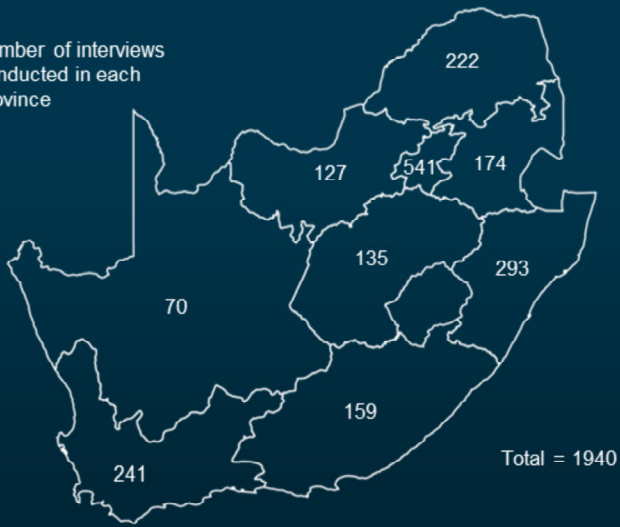 mber of interviews
nducted in each
ovince
222
127
541
174
135
293
70
159
241
Total = 1940